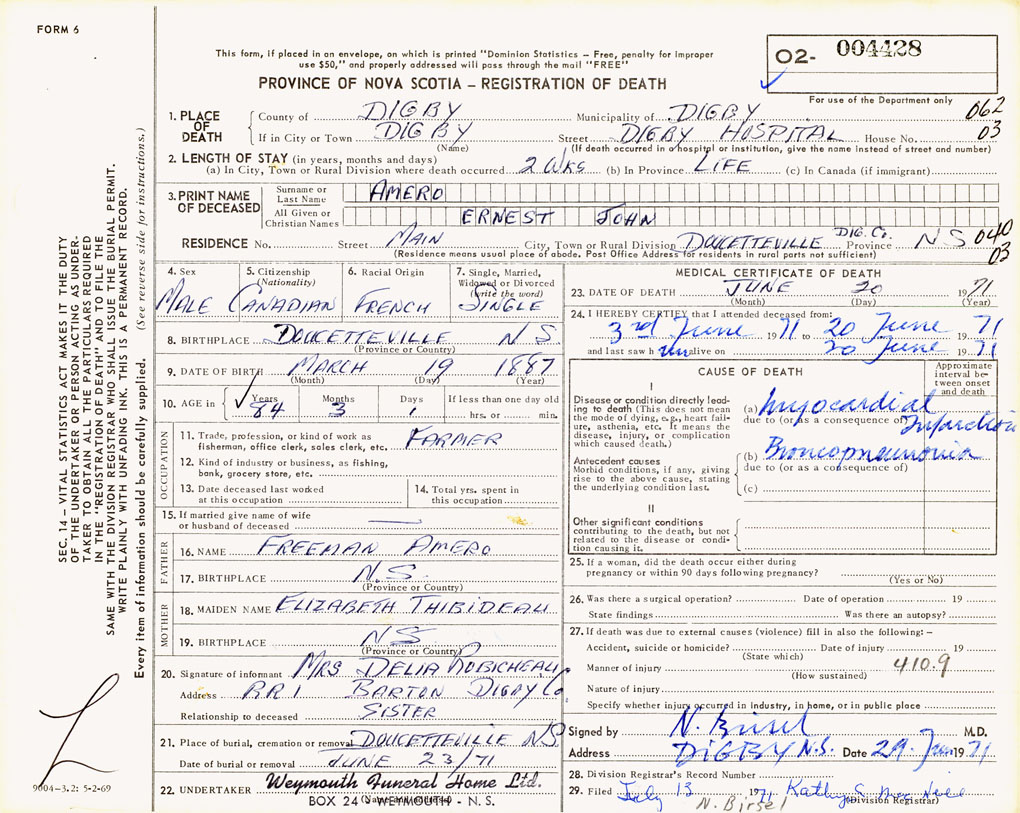 FORM 6
This form, if placed in an envelope, on which is printed "Dominion Statistics – Free, penalty for improper
use $50," and properly addressed will pass through the mail "FREE"
PROVINCE OF NOVA SCOTIA – REGISTRATION OF DEATH
O2- 004428
For use of the Department only
1. PLACE OF DEATH
County of DIGBY Municipality of DIGBY 062
If in City or Town DIGBY Street DIGBY HOSPITAL House No. 03
(Name) (If death occurred in a hospital or institution, give the name instead of street and number)
2. LENGTH OF STAY (in years, months and days)
(a) In City, Town or Rural Division where death occurred 2 WKS (b) In Province LIFE (c) In Canada (if immigrant)
3. PRINT NAME OF DECEASED
Surname or Last Name AMERO
All Given or Christian Names ERNEST JOHN
RESIDENCE No. Street MAIN City, Town or Rural Division DOUCETTEVILLE DIG. Co. Province NS 040
(Residence means usual place of abode. Post Office Address for residents in rural parts not sufficient) 03
4. Sex MALE
5. Citizenship (Nationality) CANADIAN
6. Racial Origin FRENCH
7. Single, Married, Widowed or Divorced (write the word) SINGLE
8. BIRTHPLACE DOUCETTEVILLE NS
(Province or Country)
9. DATE OF BIRTH MARCH 19 1887
(Month) (Day) (Year)
10. AGE in Years 84 Months 3 Days 1 If less than one day old
hrs. or min.
OCCUPATION
11. Trade, profession, or kind of work as
fisherman, office clerk, sales clerk, etc. FARMER
12. Kind of industry or business, as fishing,
bank, grocery store, etc.
13. Date deceased last worked
at this occupation
14. Total yrs. spent in
this occupation
15. If married give name of wife
or husband of deceased
FATHER
16. NAME FREEMAN AMERO
17. BIRTHPLACE N.S.
(Province or Country)
MOTHER
18. MAIDEN NAME ELIZABETH THIBIDEAU
19. BIRTHPLACE NS
(Province or Country)
20. Signature of informant MRS DELIA ROBICHEAU
Address RR1 BARTON DIGBY Co
Relationship to deceased SISTER
21. Place of burial, cremation or removal DOUCETTEVILLE NS
Date of burial or removal JUNE 23/71
22. UNDERTAKER Weymouth Funeral Home Ltd.
BOX 24 WEYMOUTH - N. S.
MEDICAL CERTIFICATE OF DEATH
23. DATE OF DEATH JUNE 20 1971
(Month) (Day) (Year)
24. I HEREBY CERTIFY that I attended deceased from:
3rd June 1971 to 20 June 1971
and last saw him alive on 20 June 1971
CAUSE OF DEATH
Approximate interval between onset and death
I
Disease or condition directly leading to death (This does not mean the mode of dying, e.g., heart failure, asthenia, etc. It means the disease, injury, or complication which caused death.)
(a) Myocardial Infarction
due to (or as a consequence of)
Antecedent causes
Morbid conditions, if any, giving rise to the above cause, stating the underlying condition last.
(b) Broncopneumonia
due to (or as a consequence of)
(c)
II
Other significant conditions
contributing to the death, but not related to the disease or condition causing it.
25. If a woman, did the death occur either during
pregnancy or within 90 days following pregnancy?
(Yes or No)
26. Was there a surgical operation? Date of operation 19
State findings Was there an autopsy?
27. If death was due to external causes (violence) fill in also the following: –
Accident, suicide or homicide? Date of injury 19
(State which)
Manner of injury 410.9
(How sustained)
Nature of injury
Specify whether injury occurred in industry, in home, or in public place
Signed by N. Birsel M.D.
Address DIGBY N.S. Date 29 June 1971
28. Division Registrar's Record Number
29. Filed July 13 1971 Kathy
N. Birsel (Division Registrar)
SEC. 14 – VITAL STATISTICS ACT MAKES IT THE DUTY
OF THE UNDERTAKER OR PERSON ACTING AS UNDER-
TAKER TO OBTAIN ALL THE PARTICULARS REQUIRED
IN THE "REGISTRATION OF DEATH" AND TO FILE THE
SAME WITH THE DIVISION REGISTRAR WHO SHALL ISSUE THE BURIAL PERMIT.
WRITE PLAINLY WITH UNFADING INK. THIS IS A PERMANENT RECORD.
Every item of information should be carefully supplied. (See reverse side for instructions.)
9004-3.2: 5-2-69